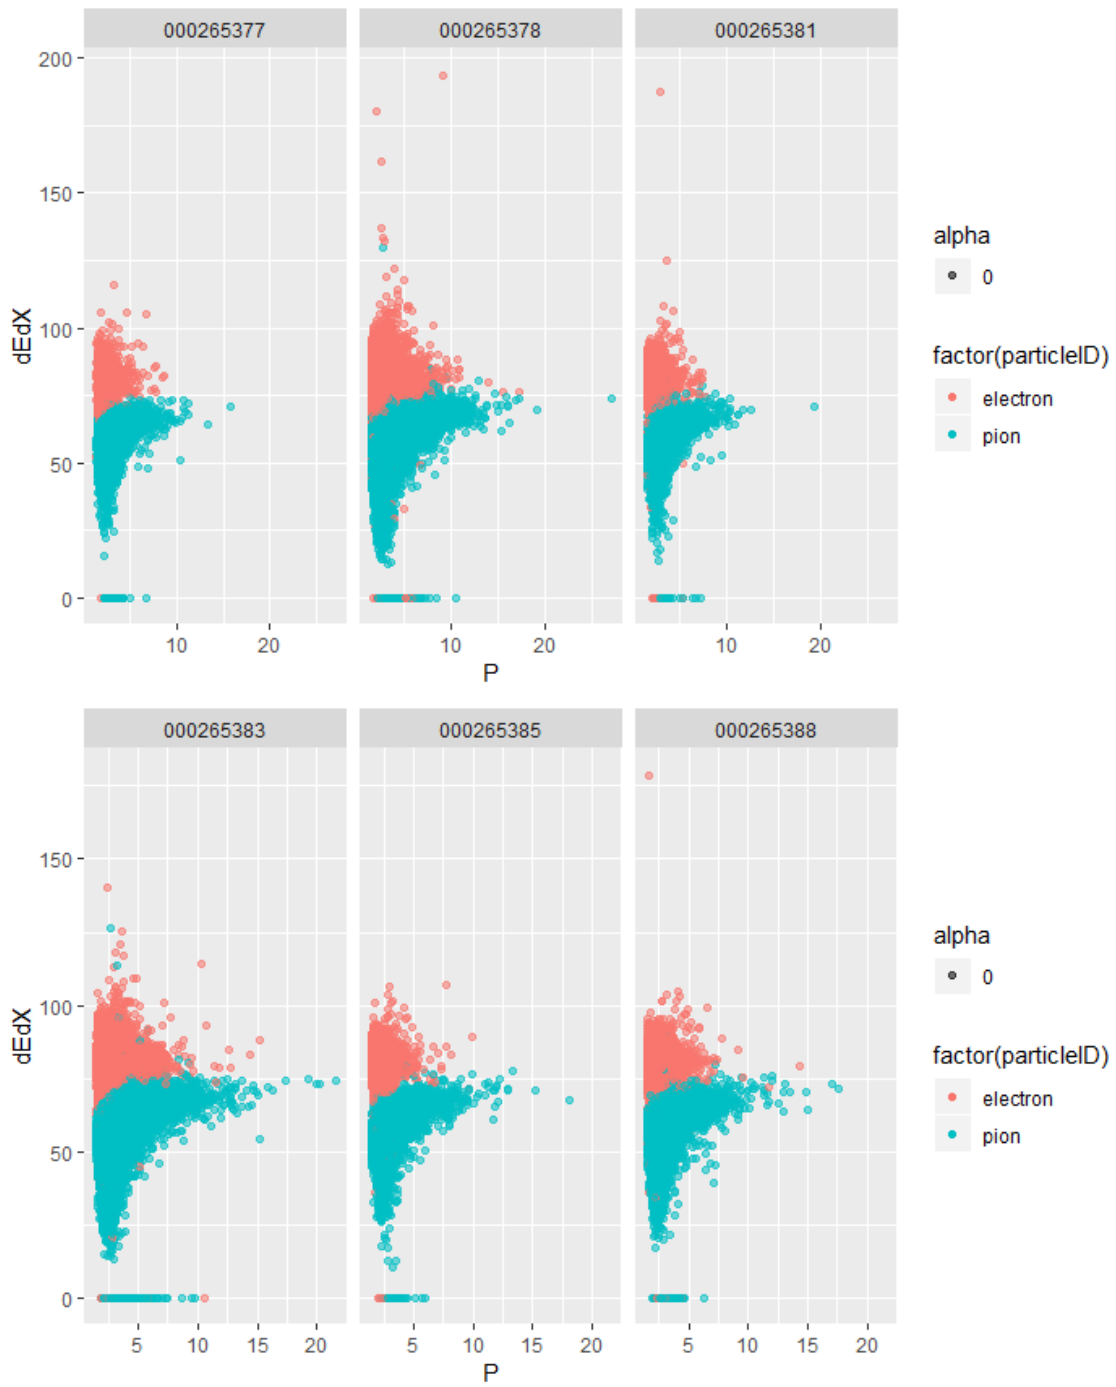 000265377 000265378 000265381
200
150
100
50
0
dEdX
10 20 10 20 10 20
P
alpha
0
factor(particleID)
electron
pion
000265383 000265385 000265388
150
100
50
0
dEdX
5 10 15 20 5 10 15 20 5 10 15 20
P
alpha
0
factor(particleID)
electron
pion